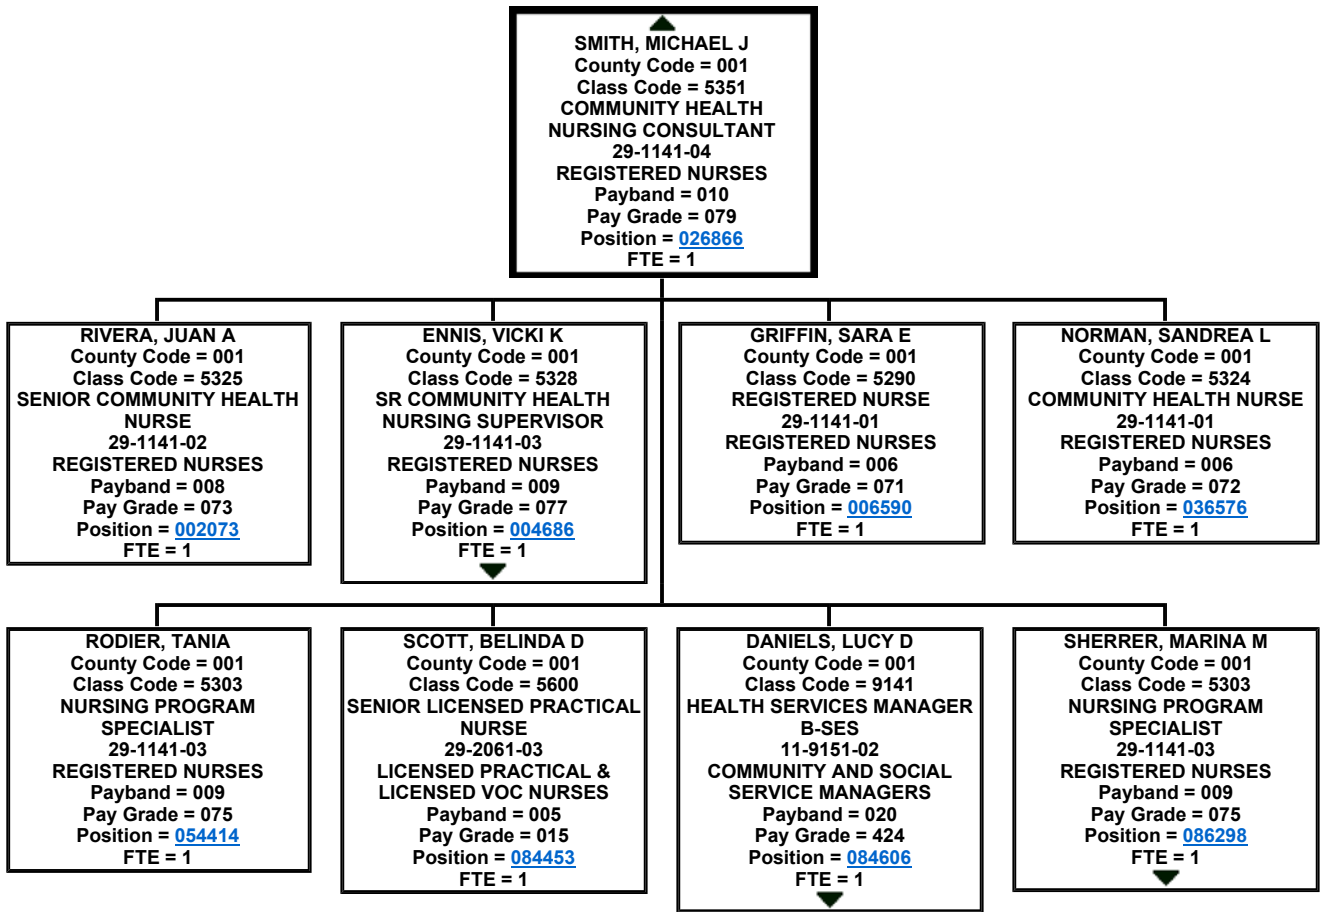 SMITH, MICHAEL J
County Code = 001
Class Code = 5351
COMMUNITY HEALTH
NURSING CONSULTANT
29-1141-04
REGISTERED NURSES
Payband = 010
Pay Grade = 079
Position = 026866
FTE = 1
RIVERA, JUAN A
County Code = 001
Class Code = 5325
SENIOR COMMUNITY HEALTH
NURSE
29-1141-02
REGISTERED NURSES
Payband = 008
Pay Grade = 073
Position = 002073
FTE = 1
ENNIS, VICKI K
County Code = 001
Class Code = 5328
SR COMMUNITY HEALTH
NURSING SUPERVISOR
29-1141-03
REGISTERED NURSES
Payband = 009
Pay Grade = 077
Position = 004686
FTE = 1
GRIFFIN, SARA E
County Code = 001
Class Code = 5290
REGISTERED NURSE
29-1141-01
REGISTERED NURSES
Payband = 006
Pay Grade = 071
Position = 006590
FTE = 1
NORMAN, SANDREA L
County Code = 001
Class Code = 5324
COMMUNITY HEALTH NURSE
29-1141-01
REGISTERED NURSES
Payband = 006
Pay Grade = 072
Position = 036576
FTE = 1
RODIER, TANIA
County Code = 001
Class Code = 5303
NURSING PROGRAM
SPECIALIST
29-1141-03
REGISTERED NURSES
Payband = 009
Pay Grade = 075
Position = 054414
FTE = 1
SCOTT, BELINDA D
County Code = 001
Class Code = 5600
SENIOR LICENSED PRACTICAL
NURSE
29-2061-03
LICENSED PRACTICAL &
LICENSED VOC NURSES
Payband = 005
Pay Grade = 015
Position = 084453
FTE = 1
DANIELS, LUCY D
County Code = 001
Class Code = 9141
HEALTH SERVICES MANAGER
B-SES
11-9151-02
COMMUNITY AND SOCIAL
SERVICE MANAGERS
Payband = 020
Pay Grade = 424
Position = 084606
FTE = 1
SHERRER, MARINA M
County Code = 001
Class Code = 5303
NURSING PROGRAM
SPECIALIST
29-1141-03
REGISTERED NURSES
Payband = 009
Pay Grade = 075
Position = 086298
FTE = 1